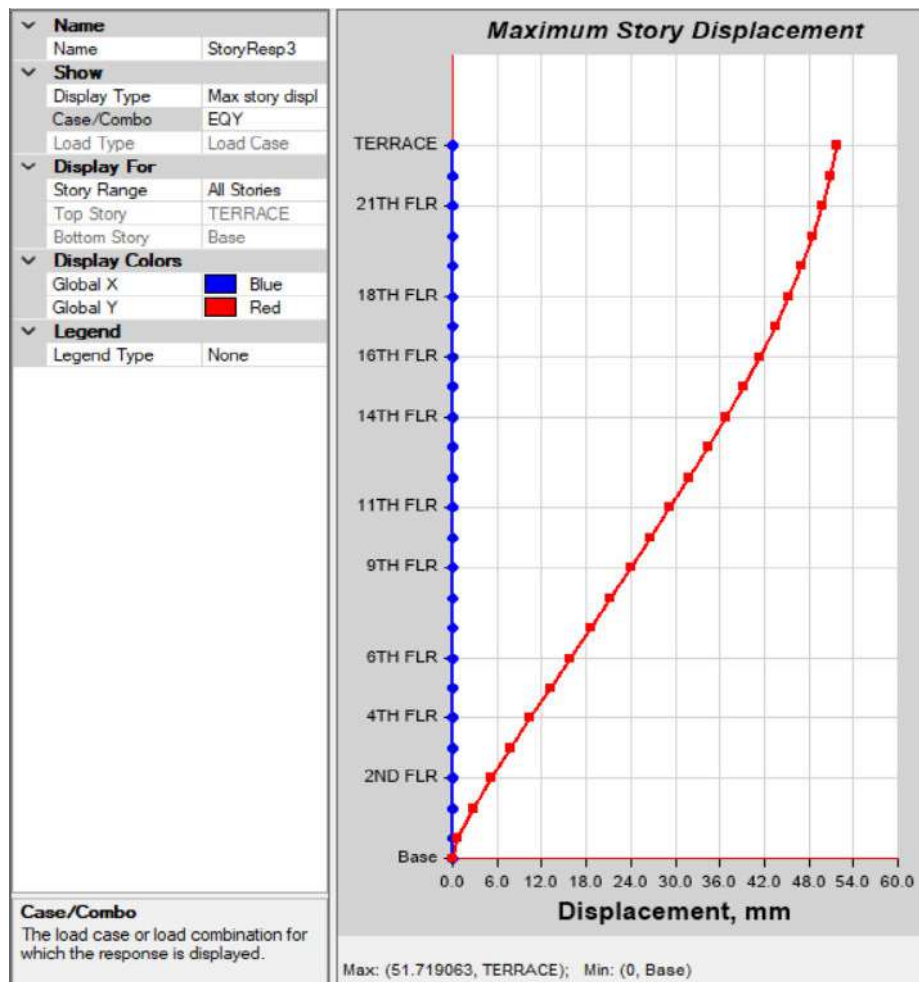 Name
Name StoryResp3
Show
Display Type Max story displ
Case/Combo EQY
Load Type Load Case
Display For
Story Range All Stories
Top Story TERRACE
Bottom Story Base
Display Colors
Global X Blue
Global Y Red
Legend
Legend Type None
Case/Combo
The load case or load combination for
which the response is displayed.
Maximum Story Displacement
TERRACE
21TH FLR
18TH FLR
16TH FLR
14TH FLR
11TH FLR
9TH FLR
6TH FLR
4TH FLR
2ND FLR
Base
0.0 6.0 12.0 18.0 24.0 30.0 36.0 42.0 48.0 54.0 60.0
Displacement, mm
Max: (51.719063, TERRACE); Min: (0, Base)